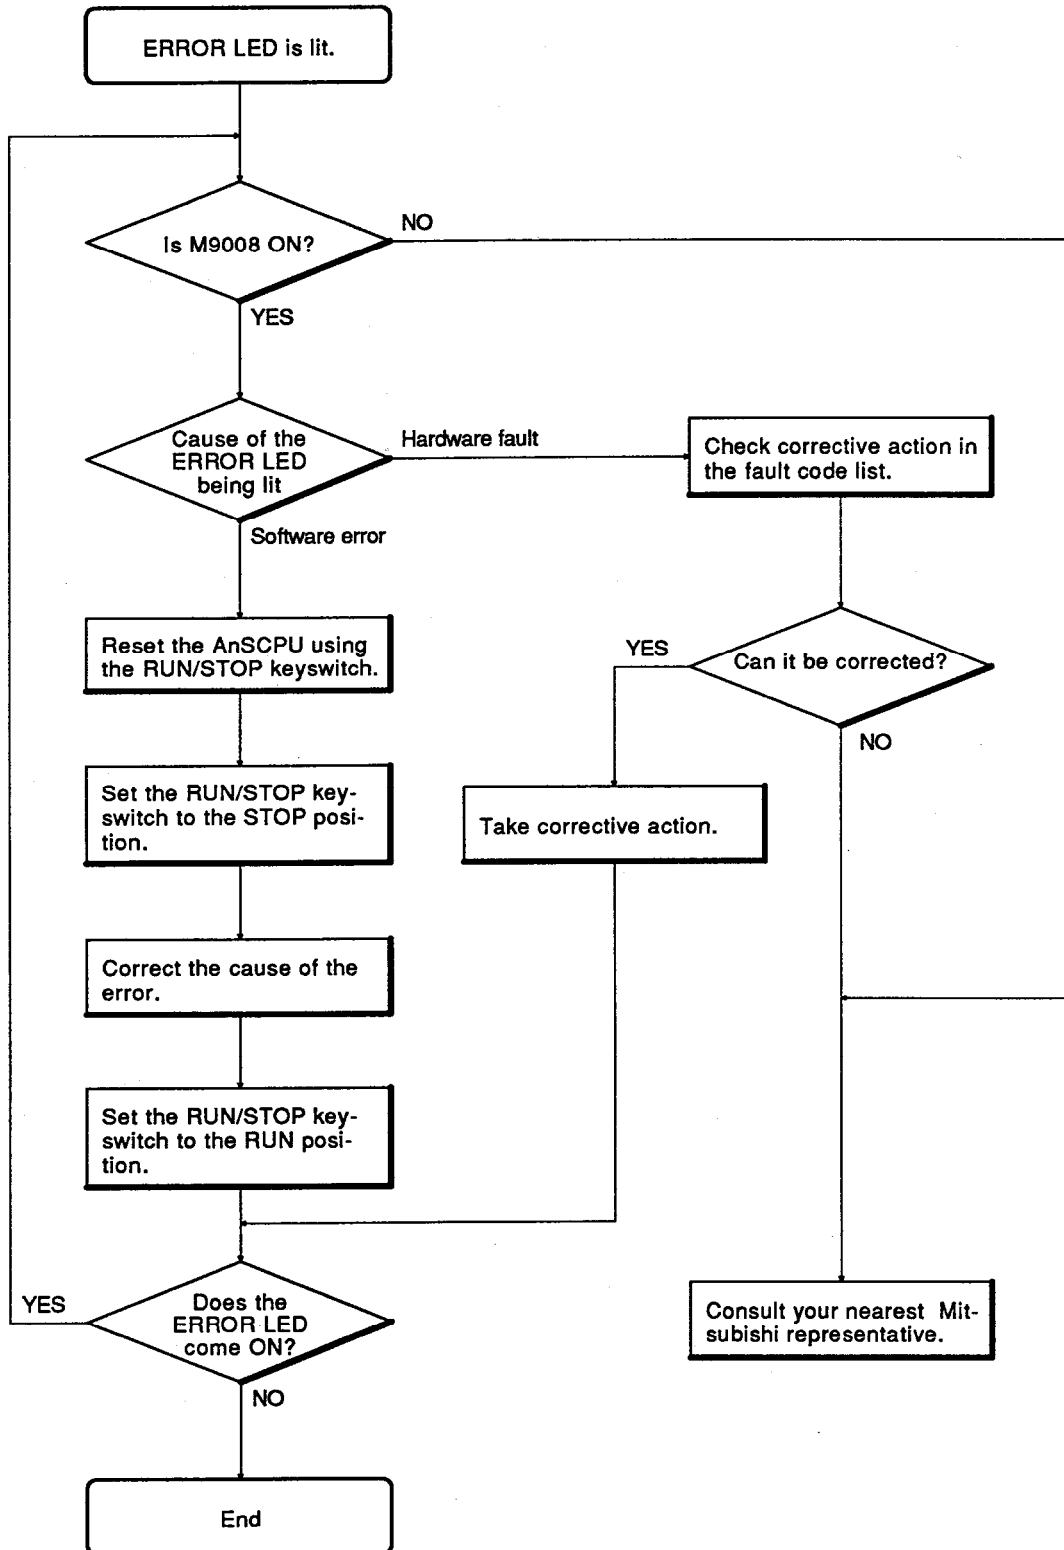 ERROR LED is lit.
Is M9008 ON?
NO
YES
Cause of the
ERROR LED
being lit
Hardware fault
Software error
Check corrective action in
the fault code list.
Reset the AnSCPU using
the RUN/STOP keyswitch.
Can it be corrected?
YES
NO
Set the RUN/STOP key-
switch to the STOP posi-
tion.
Take corrective action.
Correct the cause of the
error.
Set the RUN/STOP key-
switch to the RUN posi-
tion.
Does the
ERROR LED
come ON?
YES
NO
Consult your nearest Mit-
subishi representative.
End